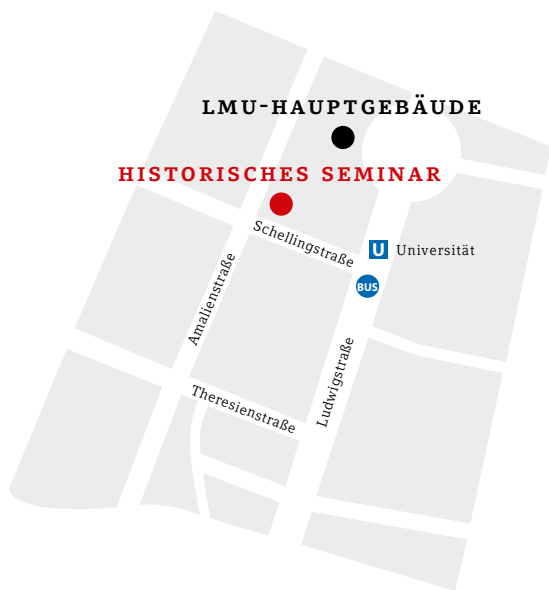 LMU-HAUPTGEBÄUDE
HISTORISCHES SEMINAR
Schellingstraße
U Universität
BUS
Amalienstraße
Ludwigstraße
Theresienstraße